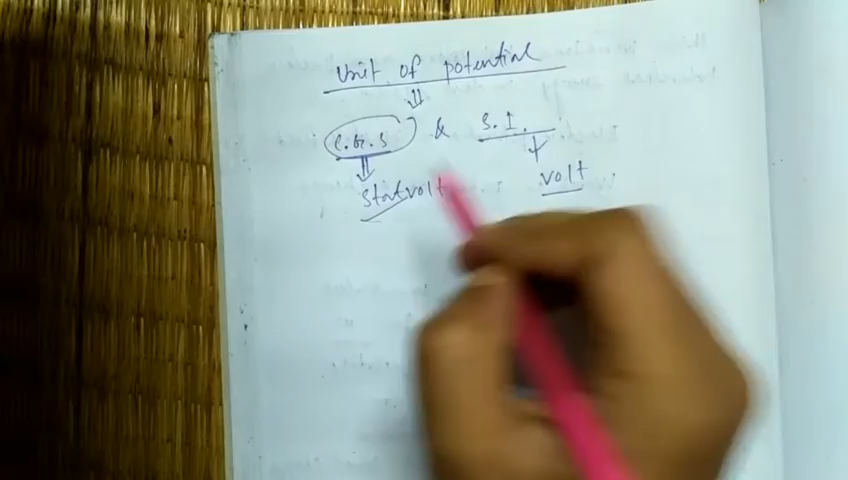 Unit of potential
C.G.S & S.I.
Statvolt volt